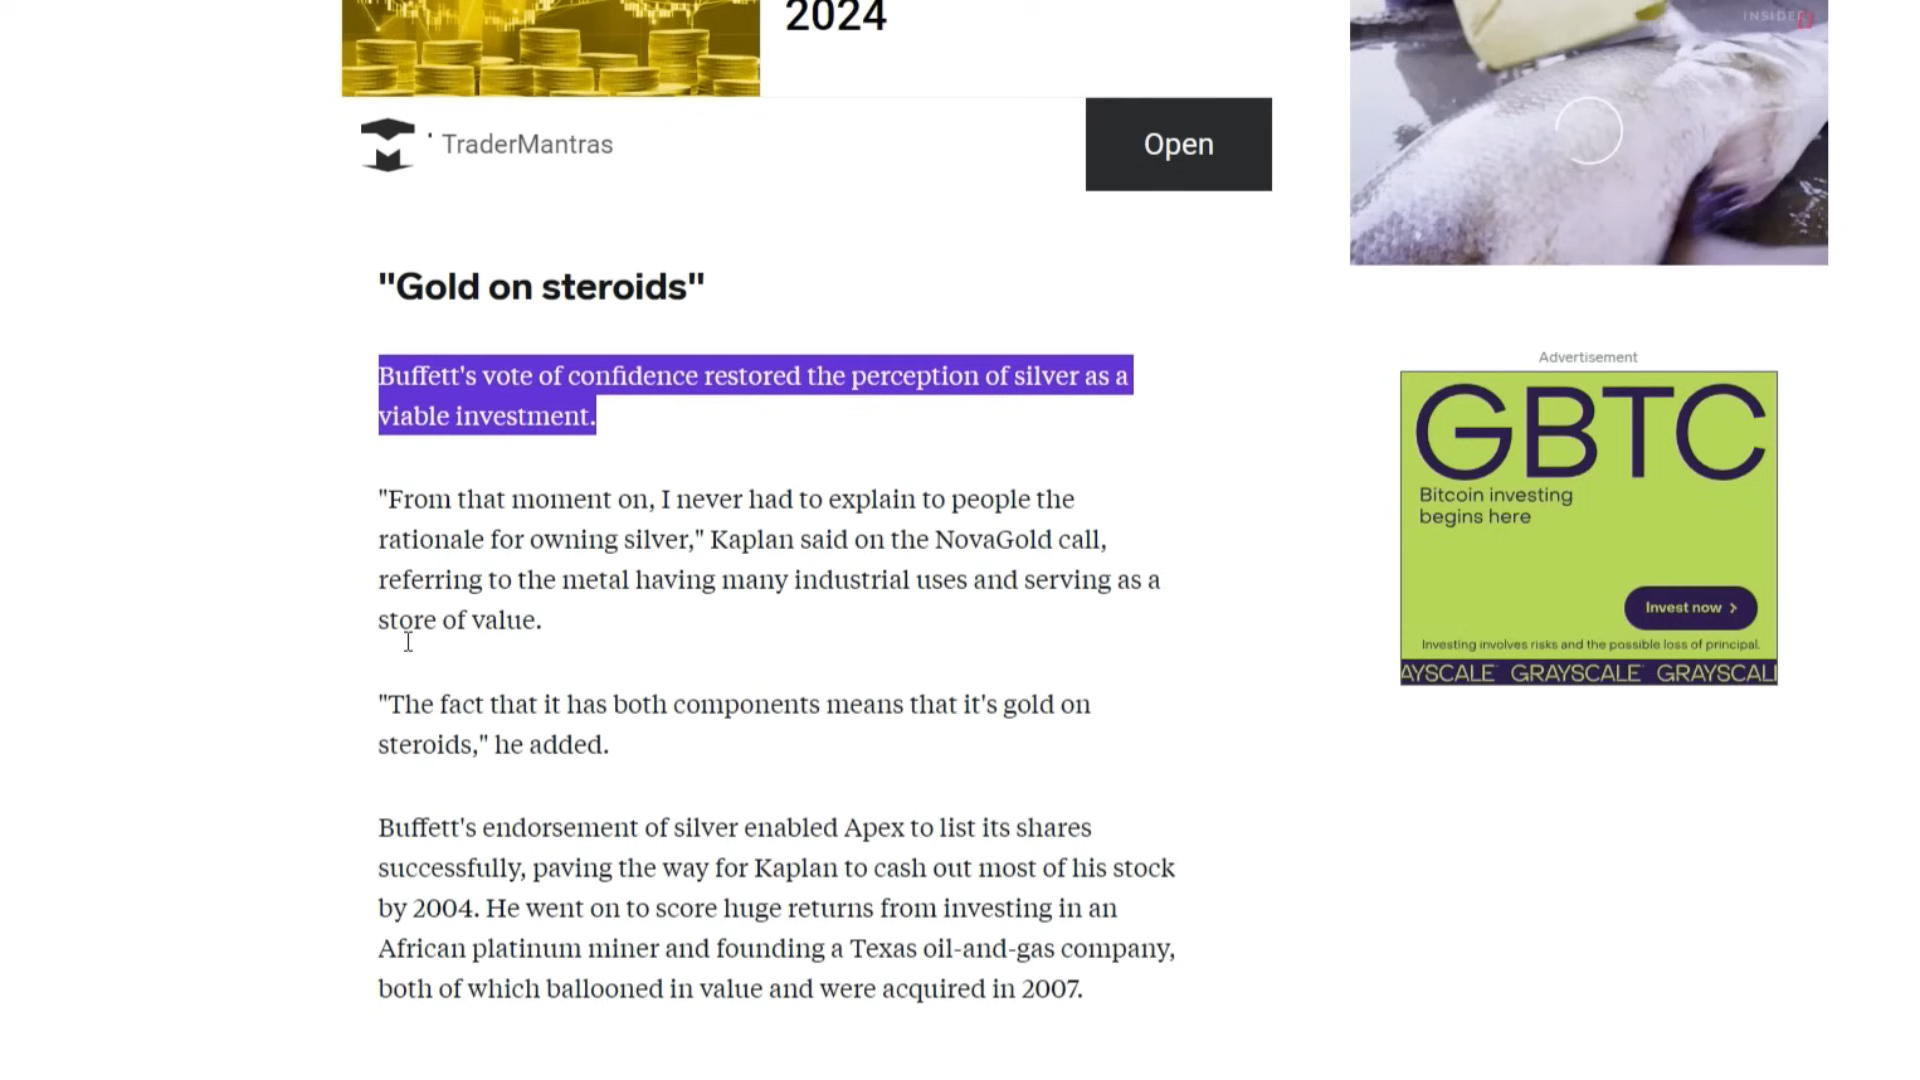 2024
TraderMantras
Open
INSIDER
"Gold on steroids"
Buffett's vote of confidence restored the perception of silver as a
viable investment.
"From that moment on, I never had to explain to people the
rationale for owning silver," Kaplan said on the NovaGold call,
referring to the metal having many industrial uses and serving as a
store of value.
"The fact that it has both components means that it's gold on
steroids," he added.
Buffett's endorsement of silver enabled Apex to list its shares
successfully, paving the way for Kaplan to cash out most of his stock
by 2004. He went on to score huge returns from investing in an
African platinum miner and founding a Texas oil-and-gas company,
both of which ballooned in value and were acquired in 2007.
Advertisement
GBTC
Bitcoin investing
begins here
Invest now >
Investing involves risks and the possible loss of principal.
AYSCALE GRAYSCALE GRAYSCAL